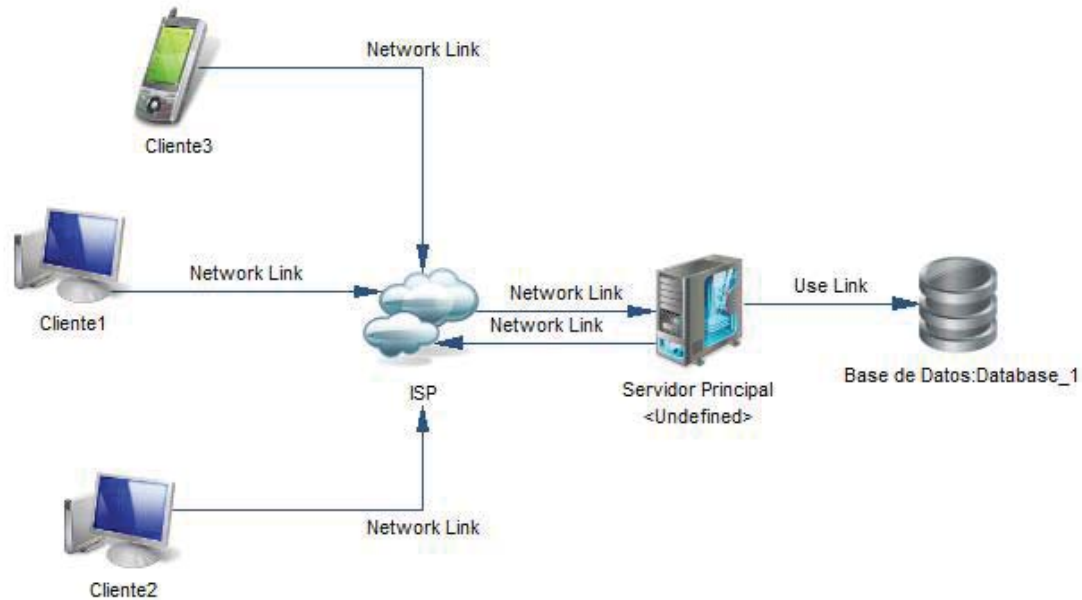 Network Link
Cliente3
Network Link
Cliente1
Network Link
Network Link
Use Link
ISP
Servidor Principal
<Undefined>
Base de Datos:Database_1
Network Link
Cliente2